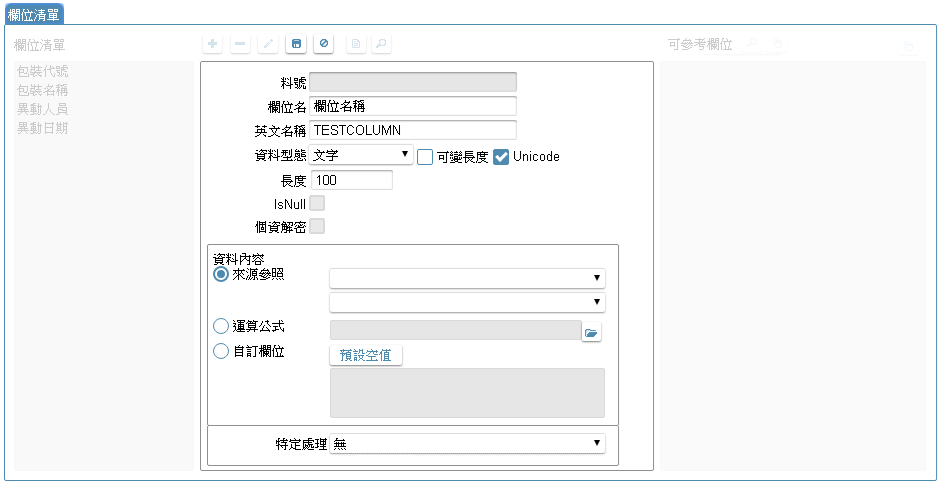 欄位清單
欄位清單
可參考欄位
包裝代號
包裝名稱
異動人員
異動日期
料號
欄位名 欄位名稱
英文名稱 TESTCOLUMN
資料型態 文字 可變長度 Unicode
長度 100
IsNull
個資解密
資料內容
來源參照
運算公式
自訂欄位 預設空值
特定處理 無